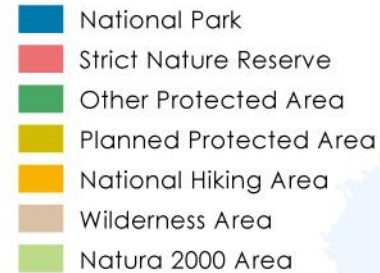 National Park
Strict Nature Reserve
Other Protected Area
Planned Protected Area
National Hiking Area
Wilderness Area
Natura 2000 Area